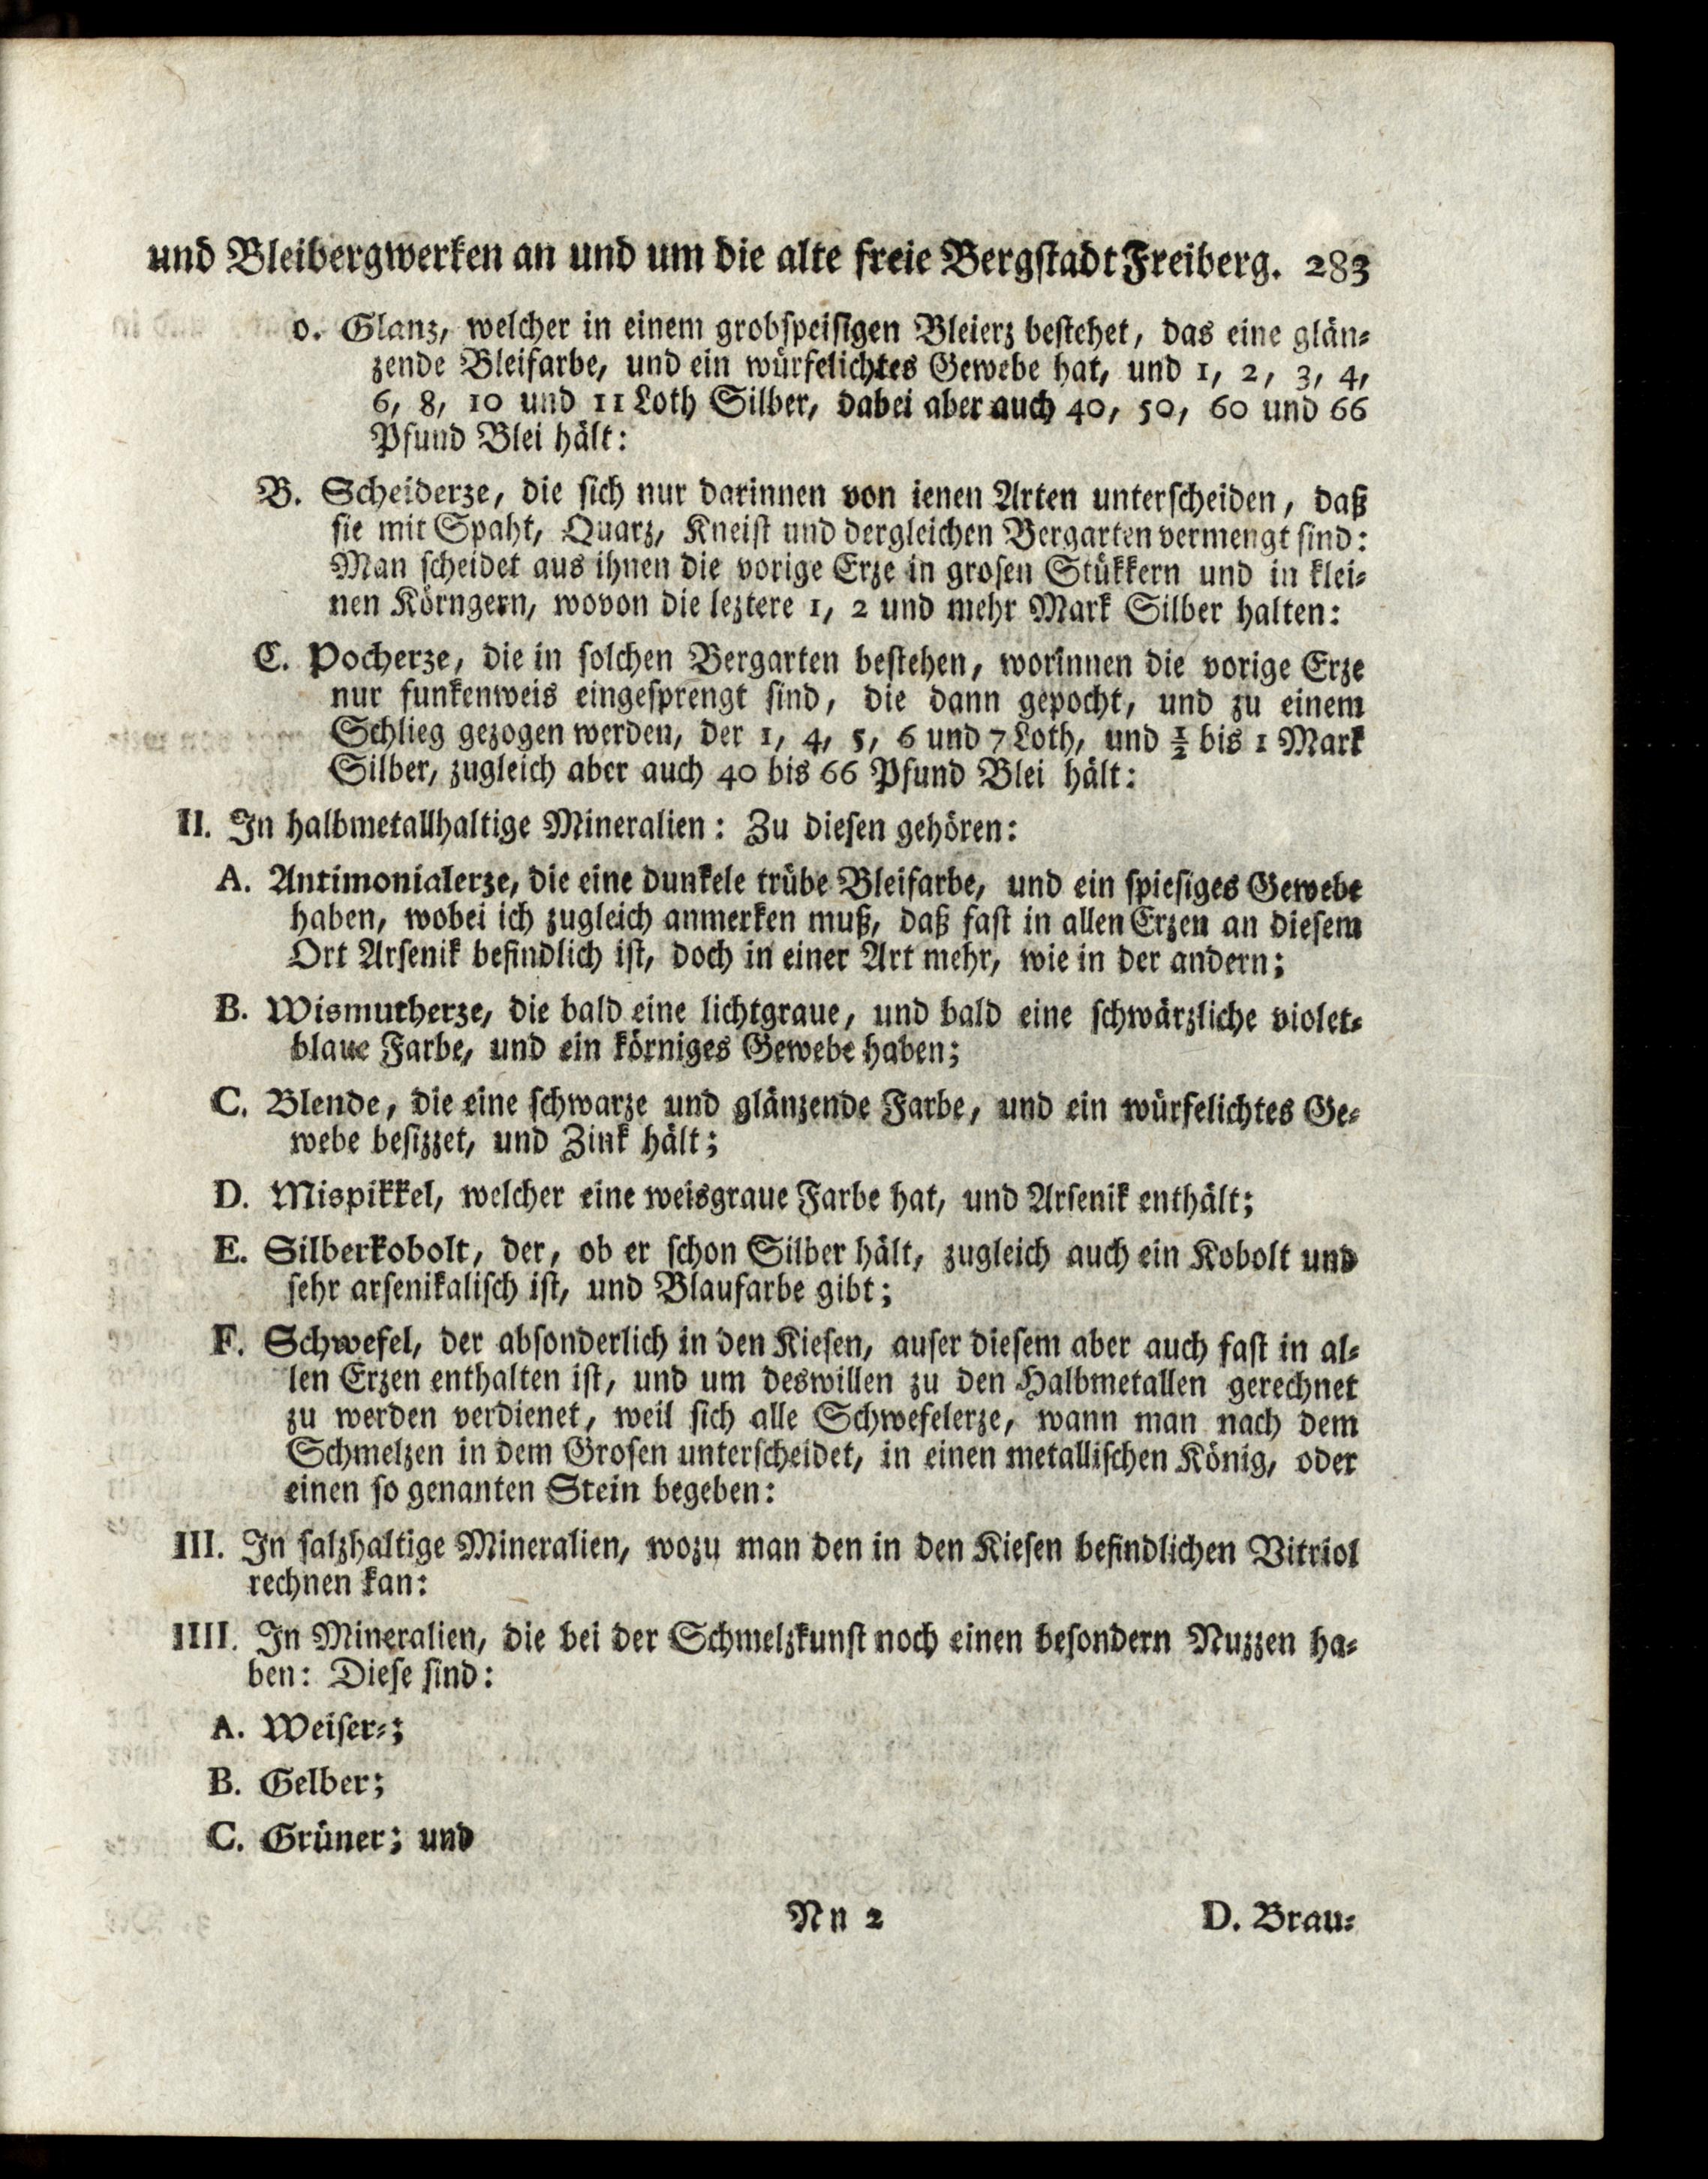 und Bleibergwerken an und um die alte freie Bergstadt Freiberg. 283
o. Glanz, welcher in einem grobspeisigen Bleierz bestehet, das eine glän-
zende Bleifarbe, und ein würfelichtes Gewebe hat, und 1, 2, 3, 4,
6, 8, 10 und 11 Loth Silber, dabei aber auch 40, 50, 60 und 66
Pfund Blei hält:
B. Scheiderze, die sich nur darinnen von ienen Arten unterscheiden, daß
sie mit Spaht, Quarz, Kneist und dergleichen Bergarten vermengt sind:
Man scheidet aus ihnen die vorige Erze in grosen Stükkern und in klei-
nen Körngern, wovon die leztere 1, 2 und mehr Mark Silber halten:
C. Pocherze, die in solchen Bergarten bestehen, worinnen die vorige Erze
nur funkenweis eingesprengt sind, die dann gepocht, und zu einem
Schlieg gezogen werden, der 1, 4, 5, 6 und 7 Loth, und ½ bis 1 Mark
Silber, zugleich aber auch 40 bis 66 Pfund Blei hält:
II. In halbmetallhaltige Mineralien: Zu diesen gehören:
A. Antimonialerze, die eine dunkele trübe Bleifarbe, und ein spiesiges Gewebe
haben, wobei ich zugleich anmerken muß, daß fast in allen Erzen an diesem
Ort Arsenik befindlich ist, doch in einer Art mehr, wie in der andern;
B. Wismutherze, die bald eine lichtgraue, und bald eine schwärzliche violet-
blaue Farbe, und ein körniges Gewebe haben;
C. Blende, die eine schwarze und glänzende Farbe, und ein würfelichtes Ge-
webe besizzet, und Zink hält;
D. Mispikkel, welcher eine weisgraue Farbe hat, und Arsenik enthält;
E. Silberkobolt, der, ob er schon Silber hält, zugleich auch ein Kobolt und
sehr arsenikalisch ist, und Blaufarbe gibt;
F. Schwefel, der absonderlich in den Kiesen, auser diesem aber auch fast in al-
len Erzen enthalten ist, und um deswillen zu den Halbmetallen gerechnet
zu werden verdienet, weil sich alle Schwefelerze, wann man nach dem
Schmelzen in dem Grosen unterscheidet, in einen metallischen König, oder
einen so genanten Stein begeben:
III. In salzhaltige Mineralien, wozu man den in den Kiesen befindlichen Vitriol
rechnen kan:
IIII. In Mineralien, die bei der Schmelzkunst noch einen besondern Nuzzen ha-
ben: Diese sind:
A. Weiser-;
B. Gelber;
C. Grüner; und
Nn 2 D. Brau-